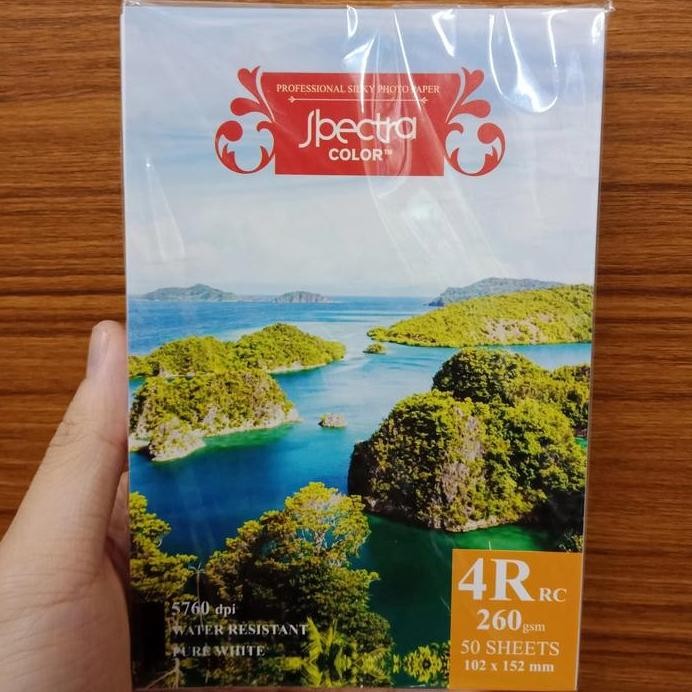 PROFESSIONAL SILKY PHOTO PAPER
Spectra
COLOR™
5760 dpi
WATER RESISTANT
PURE WHITE
4R RC
260gsm
50 SHEETS
102 x 152 mm